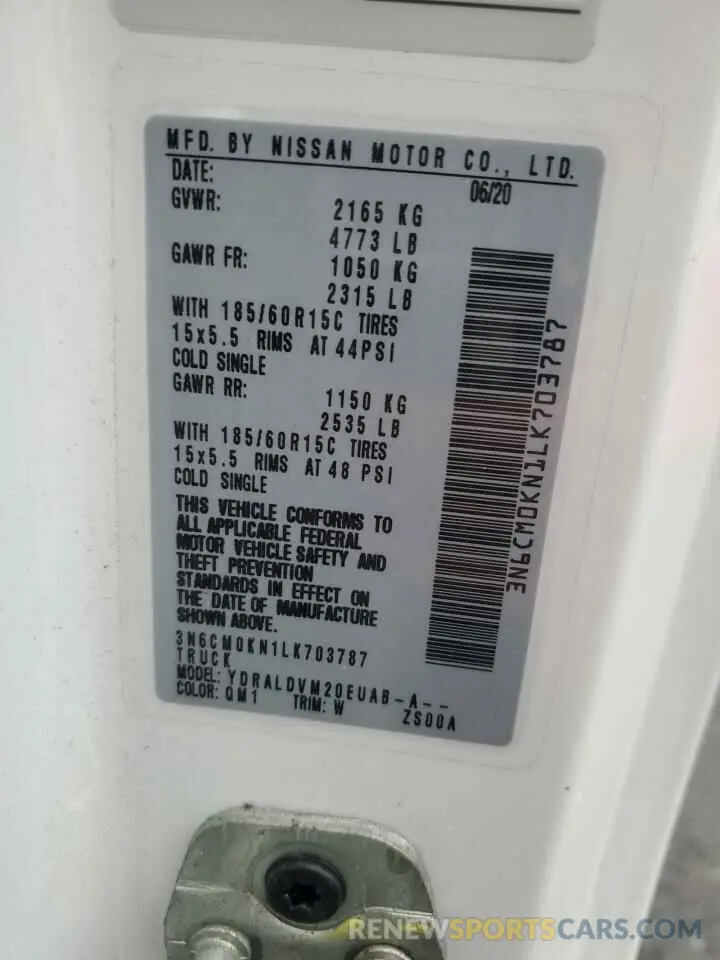 MFD. BY NISSAN MOTOR CO., LTD.
DATE: 06/20
GVWR: 2165 KG
4773 LB
GAWR FR: 1050 KG
2315 LB
WITH 185/60R15C TIRES
15x5.5 RIMS AT 44PSI
COLD SINGLE
GAWR RR: 1150 KG
2535 LB
WITH 185/60R15C TIRES
15x5.5 RIMS AT 48 PSI
COLD SINGLE
THIS VEHICLE CONFORMS TO
ALL APPLICABLE FEDERAL
MOTOR VEHICLE SAFETY AND
THEFT PREVENTION
STANDARDS IN EFFECT ON
THE DATE OF MANUFACTURE
SHOWN ABOVE.
3N6CM0KN1LK703787
TRUCK
MODEL: YDRALDVM20EUAB-A--
COLOR: QM1 TRIM: W ZS00A
3N6CM0KN1LK703787
REVIEWSPORTSCARS.COM